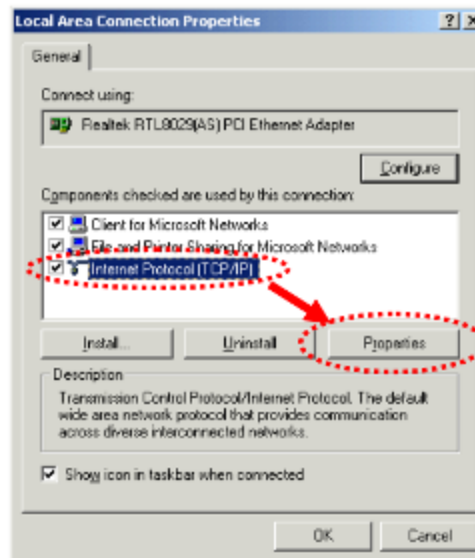 Local Area Connection Properties
General
Connect using:
Realtek RTL8029(AS) PCI Ethernet Adapter
Configure
Components checked are used by this connection:
Client for Microsoft Networks
File and Printer Sharing for Microsoft Networks
Internet Protocol (TCP/IP)
Install...
Uninstall
Properties
Description
Transmission Control Protocol/Internet Protocol. The default
wide area network protocol that provides communication
across diverse interconnected networks.
Show icon in taskbar when connected
OK
Cancel